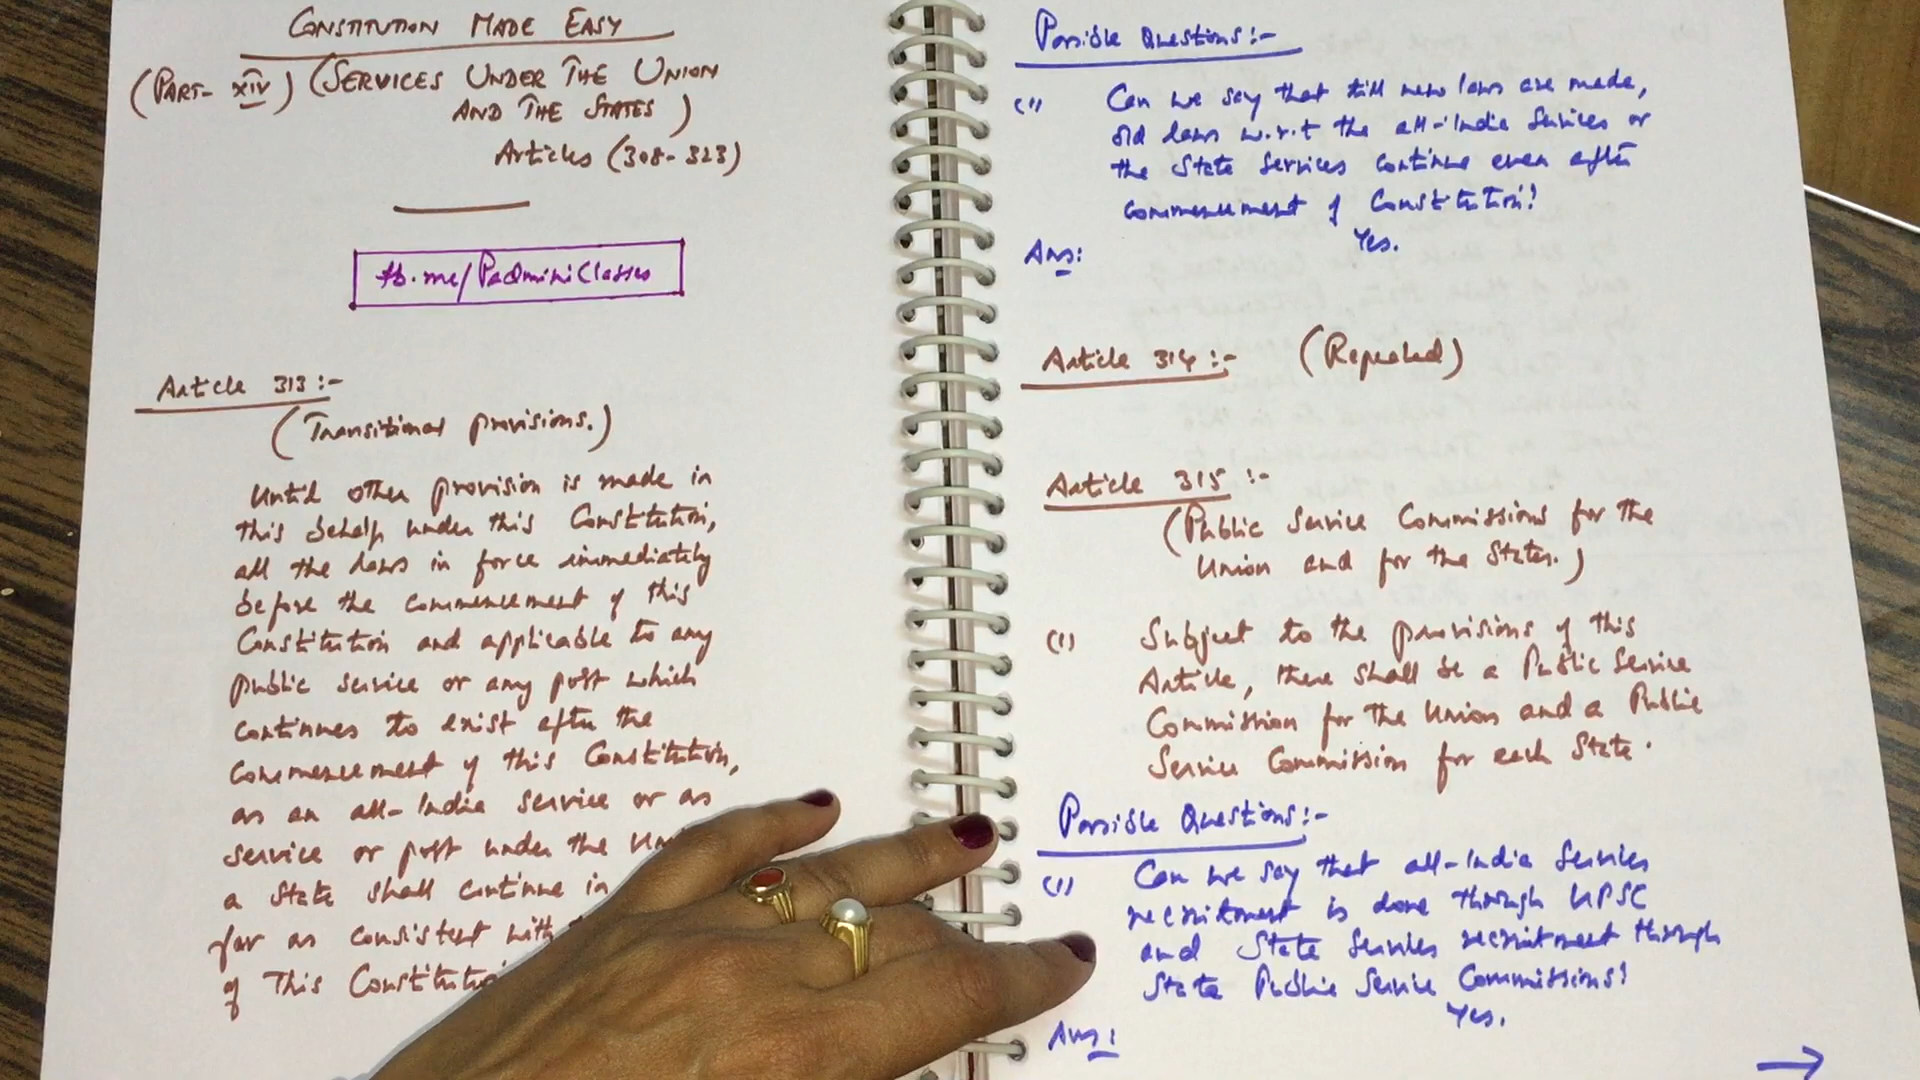 CONSTITUTION MADE EASY
(PART- XIV) (SERVICES UNDER THE UNION
AND THE STATES)
Articles (308-323)
fb.me/PadminiClasses
Article 313 :-
(Transitional provisions.)
Until other provision is made in
this behalf under this Constitution,
all the laws in force immediately
before the commencement of this
Constitution and applicable to any
public service or any post which
continues to exist after the
commencement of this Constitution,
as an all-India service or as
service or post under the
a State shall continue in
far as consistent with
of This
Possible Questions:-
(1) Can we say that till new laws are made,
old laws w.r.t the all-India Services or
the State Services continue even after
commencement of Constitution?
Yes.
Ans:
Article 314 :- (Repealed)
Article 315 :-
(Public Service Commissions for the
Union and for the States.)
(1) Subject to the provisions of this
Article, there shall be a Public Service
Commission for the Union and a Public
Service Commission for each State.
Possible Questions:-
(1) Can we say that all-India Services
recruitment is done through UPSC
and State Services recruitment through
State Public Service Commissions?
Yes.
Ans: